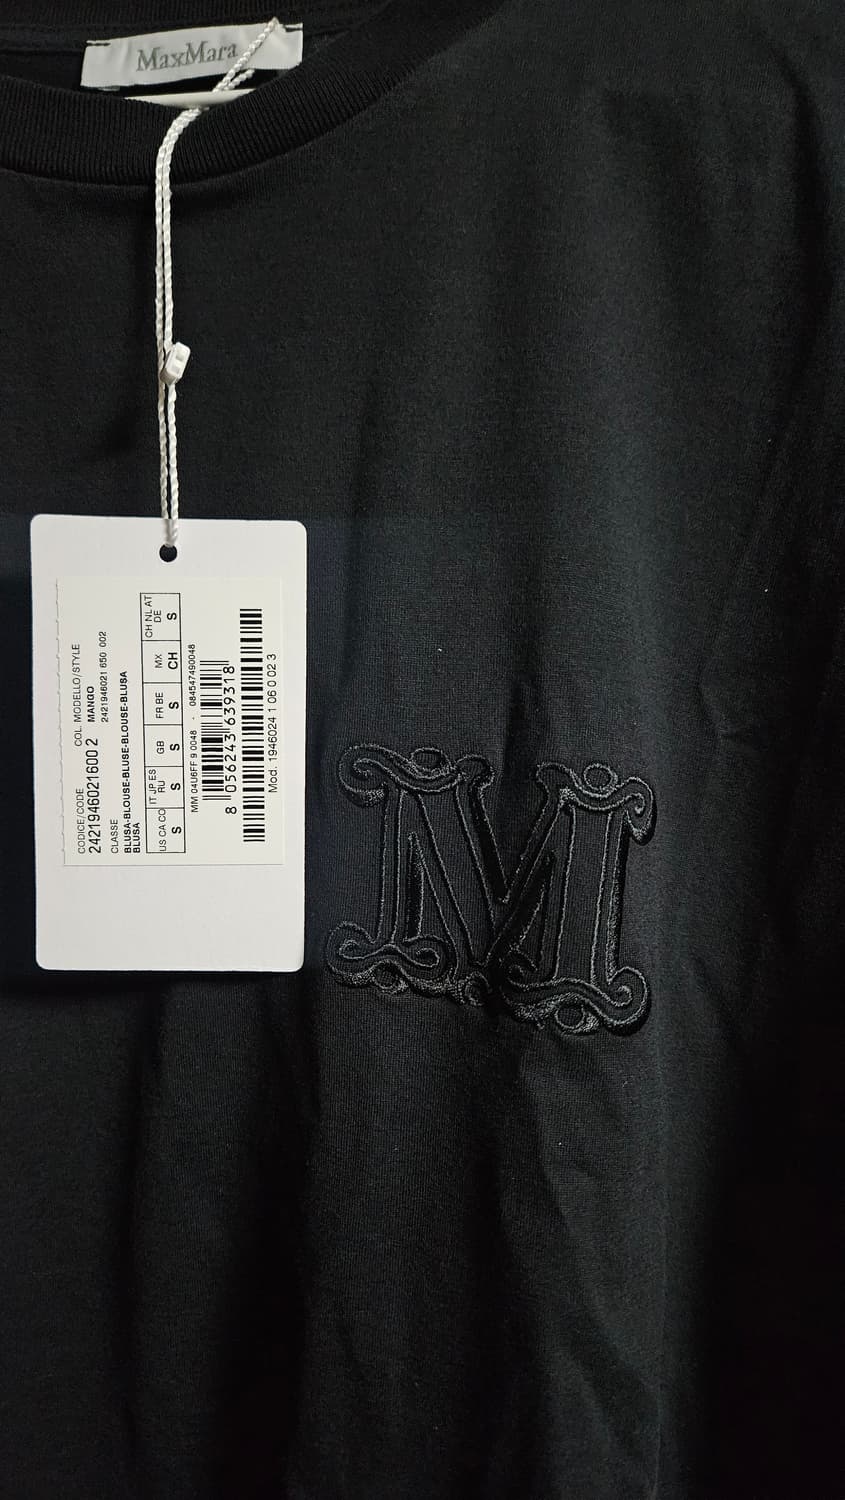 MaxMara
CODICE/CODE COL. MODELLO/STYLE
2421946021600 2 MANGO
2421946021 650 002
CLASSE
BLUSA-BLOUSE-BLUSE-BLOUSE-BLUSA
BLUSA
US CA CO IT JP ES RU GB FR BE MX CH NL AT DE
S S S S CH S
MM 04U6FF 9 0048 - 084547490048
8 056243 639318
Mod. 1946024 1 06 0 02 3
M